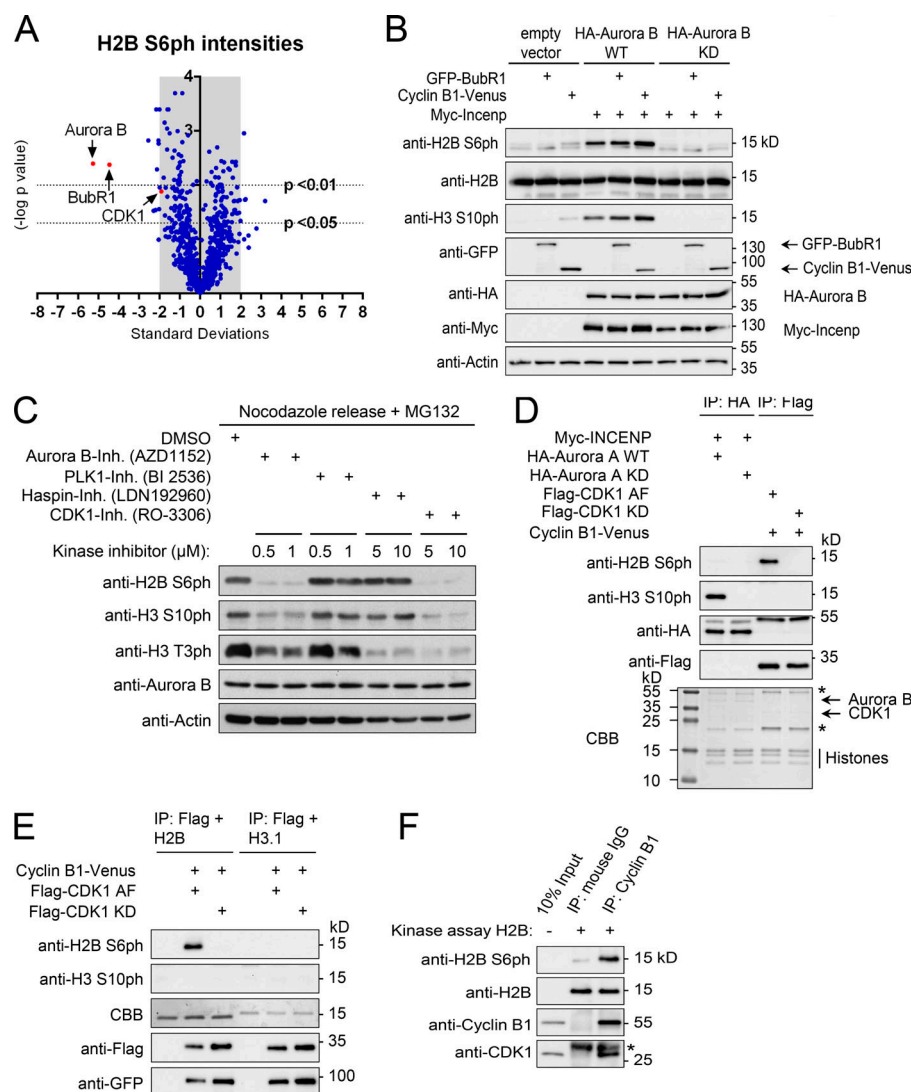 A
H2B S6ph intensities
(-log p value)
4
3
Aurora B
BubR1
CDK1
p <0.01
p <0.05
-8 -7 -6 -5 -4 -3 -2 -1 0 1 2 3 4 5 6 7 8
Standard Deviations
B
empty vector
HA-Aurora B WT
HA-Aurora B KD
GFP-BubR1 + + +
Cyclin B1-Venus + + +
Myc-Incenp + + + + + +
anti-H2B S6ph 15 kD
anti-H2B 15
anti-H3 S10ph 15
anti-GFP 130 GFP-BubR1
100 Cyclin B1-Venus
55
anti-HA 35 HA-Aurora B
anti-Myc 130 Myc-Incenp
55
anti-Actin 35
C
Nocodazole release + MG132
DMSO +
Aurora B-Inh. (AZD1152) + +
PLK1-Inh. (BI 2536) + +
Haspin-Inh. (LDN192960) + +
CDK1-Inh. (RO-3306) + +
Kinase inhibitor (µM): 0.5 1 0.5 1 5 10 5 10
anti-H2B S6ph
anti-H3 S10ph
anti-H3 T3ph
anti-Aurora B
anti-Actin
D
IP: HA IP: Flag
Myc-INCENP + +
HA-Aurora A WT +
HA-Aurora A KD +
Flag-CDK1 AF +
Flag-CDK1 KD +
Cyclin B1-Venus + +
kD
anti-H2B S6ph 15
anti-H3 S10ph 15
55
anti-HA
anti-Flag 35
kD
55 *
Aurora B
35 CDK1
25
CBB *
15 Histones
10
E
IP: Flag + H2B
IP: Flag + H3.1
Cyclin B1-Venus + + + +
Flag-CDK1 AF + +
Flag-CDK1 KD + +
kD
anti-H2B S6ph 15
anti-H3 S10ph 15
CBB 15
anti-Flag 35
anti-GFP 100
F
10% Input
IP: mouse IgG
IP: Cyclin B1
Kinase assay H2B: - + +
anti-H2B S6ph 15 kD
anti-H2B 15
anti-Cyclin B1 55
anti-CDK1 *
25